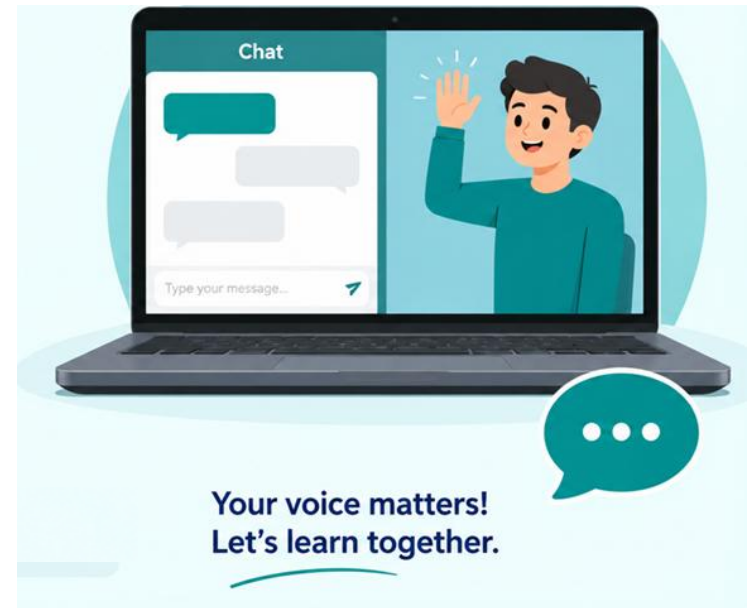 Chat
Type your message...
Your voice matters!
Let's learn together.